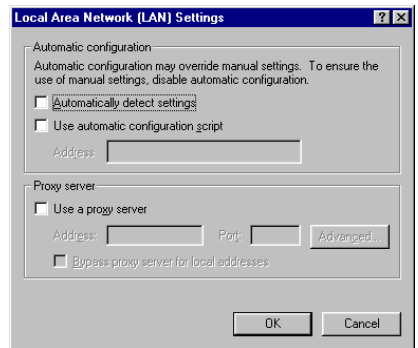 Local Area Network (LAN) Settings
Automatic configuration
Automatic configuration may override manual settings. To ensure the
use of manual settings, disable automatic configuration.
Automatically detect settings
Use automatic configuration script
Address
Proxy server
Use a proxy server
Address: Port: Advanced...
Bypass proxy server for local addresses
OK Cancel